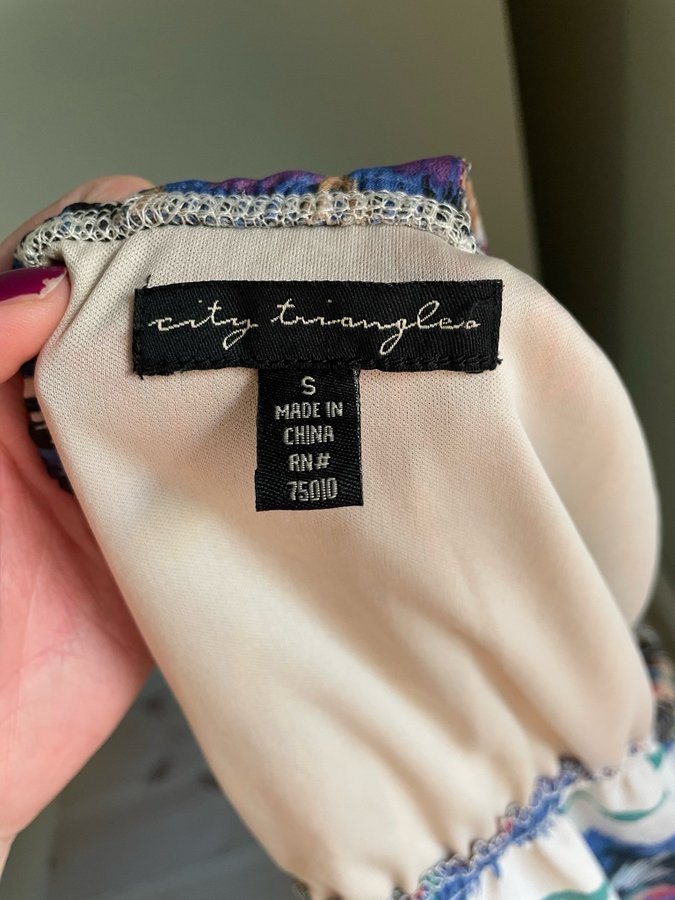 city triangles
S
MADE IN
CHINA
RN#
75010